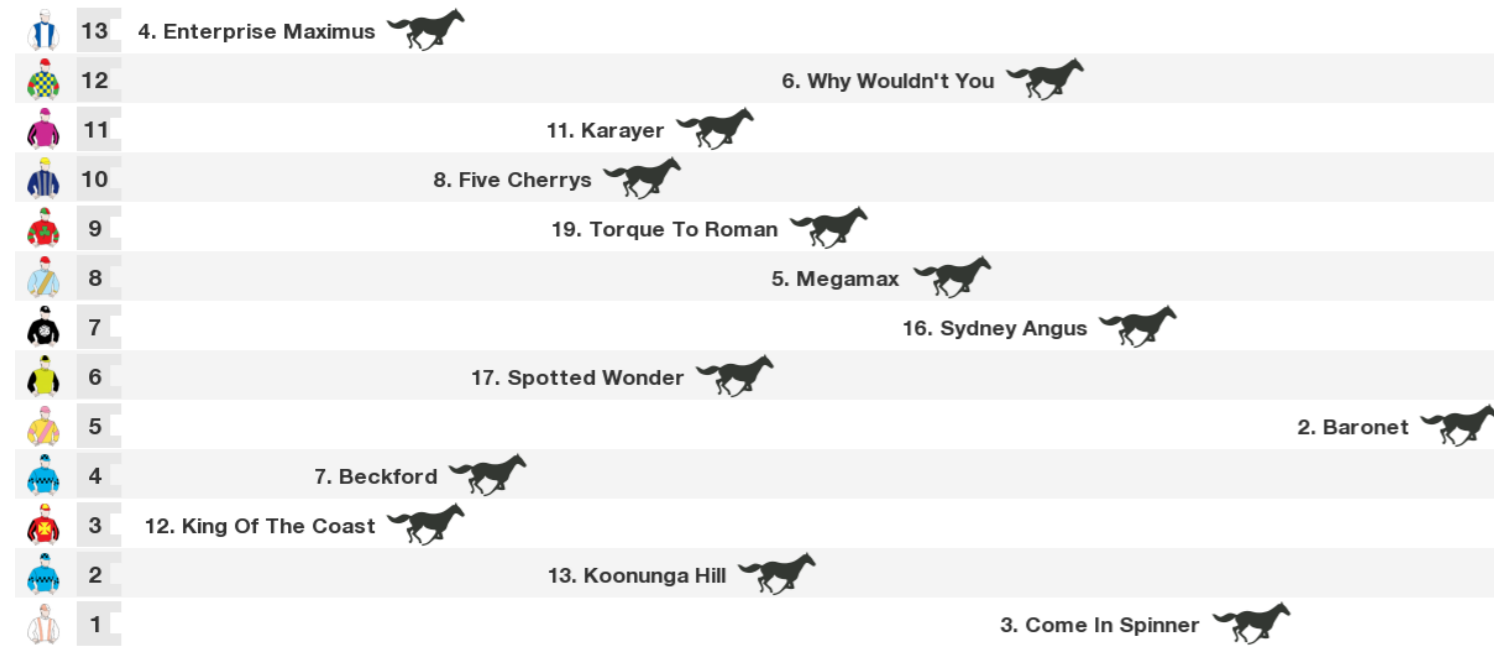 13 4. Enterprise Maximus
12 6. Why Wouldn't You
11 11. Karayer
10 8. Five Cherrys
9 19. Torque To Roman
8 5. Megamax
7 16. Sydney Angus
6 17. Spotted Wonder
5 2. Baronet
4 7. Beckford
3 12. King Of The Coast
2 13. Koonunga Hill
1 3. Come In Spinner